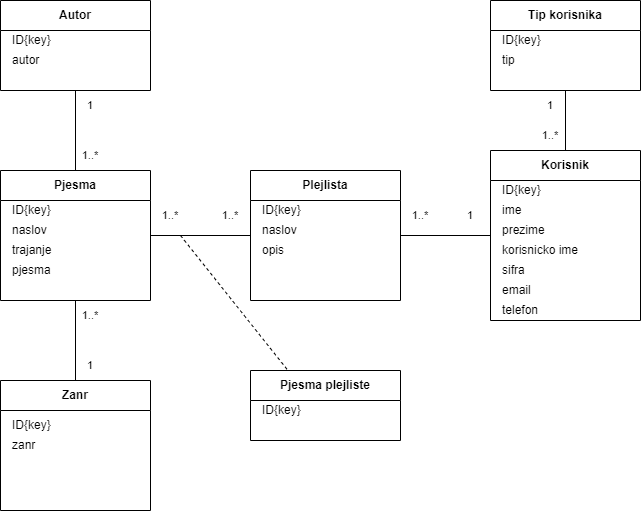 Autor
ID{key}
autor
1
1..*
Pjesma
ID{key}
naslov
trajanje
pjesma
1..*
1
Zanr
ID{key}
zanr
1..*
1..*
Plejlista
ID{key}
naslov
opis
Pjesma plejliste
ID{key}
1..*
1
Tip korisnika
ID{key}
tip
1
1..*
Korisnik
ID{key}
ime
prezime
korisnicko ime
sifra
email
telefon